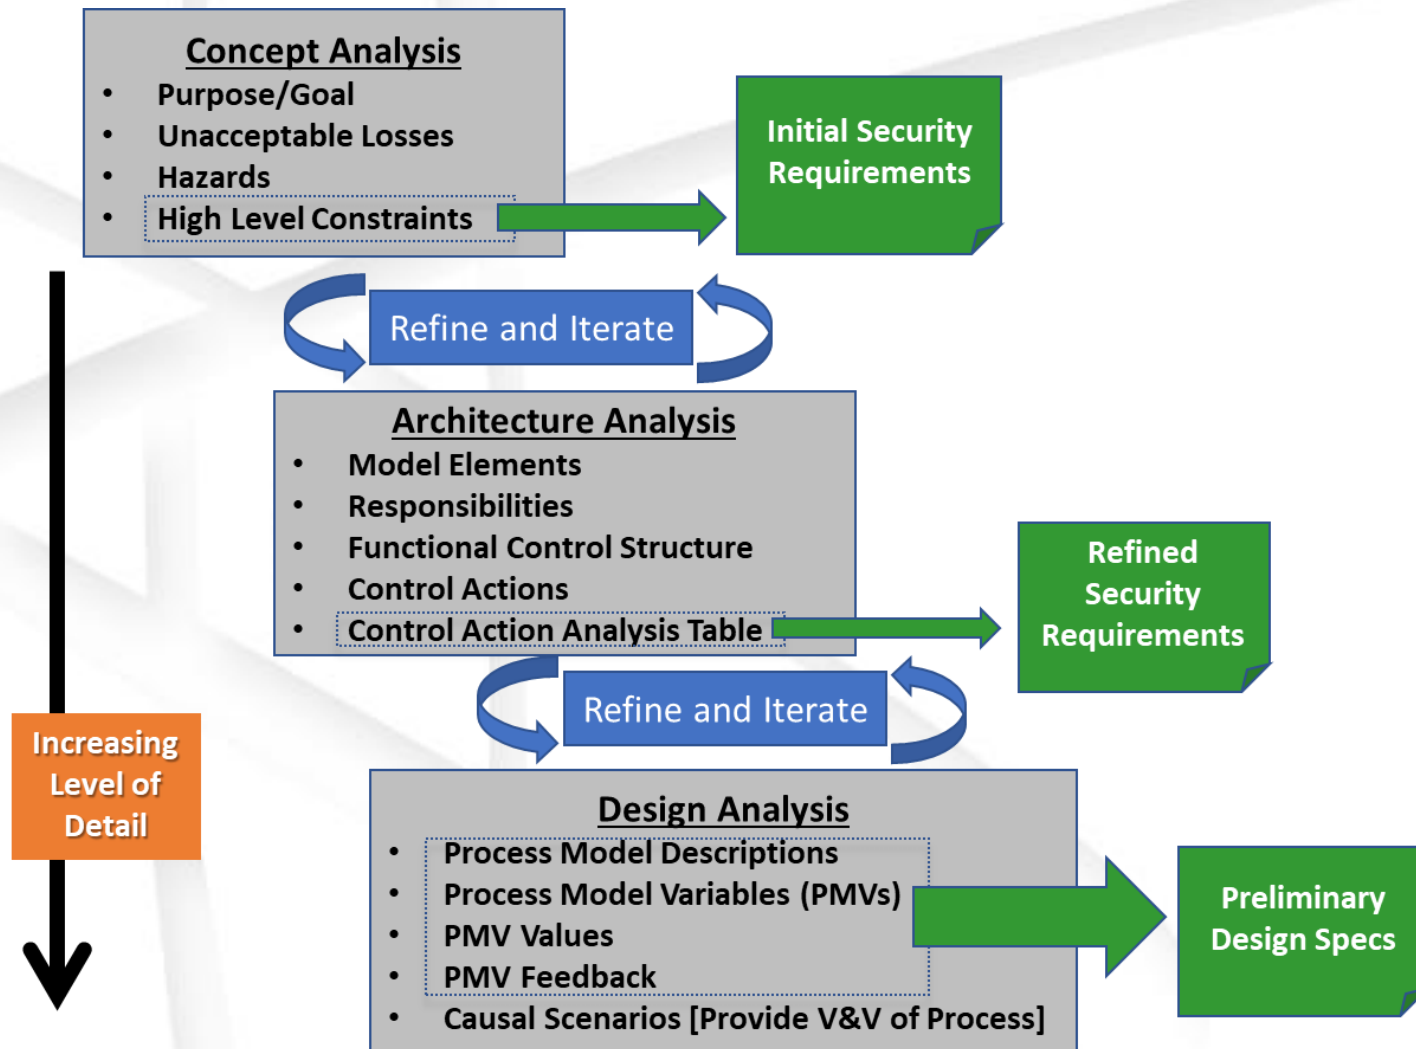 Concept Analysis
• Purpose/Goal
• Unacceptable Losses
• Hazards
• High Level Constraints
Initial Security
Requirements
Refine and Iterate
Architecture Analysis
• Model Elements
• Responsibilities
• Functional Control Structure
• Control Actions
• Control Action Analysis Table
Refined
Security
Requirements
Refine and Iterate
Increasing
Level of
Detail
Design Analysis
• Process Model Descriptions
• Process Model Variables (PMVs)
• PMV Values
• PMV Feedback
• Causal Scenarios [Provide V&V of Process]
Preliminary
Design Specs